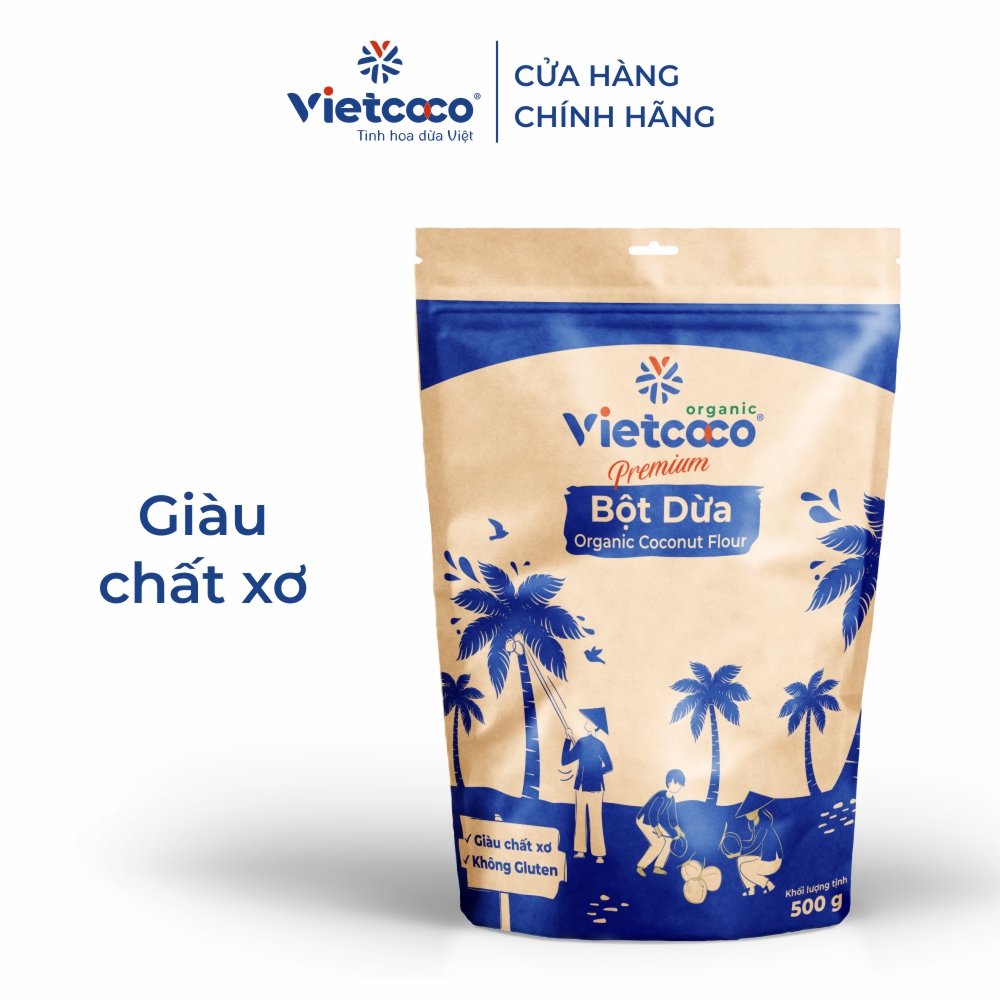 Vietcoco®
Tinh hoa dừa Việt
CỬA HÀNG
CHÍNH HÃNG
Giàu
chất xơ
organic
Vietcoco®
Premium
Bột Dừa
Organic Coconut Flour
✓ Giàu chất xơ
✓ Không Gluten
Khối lượng tịnh
500 g